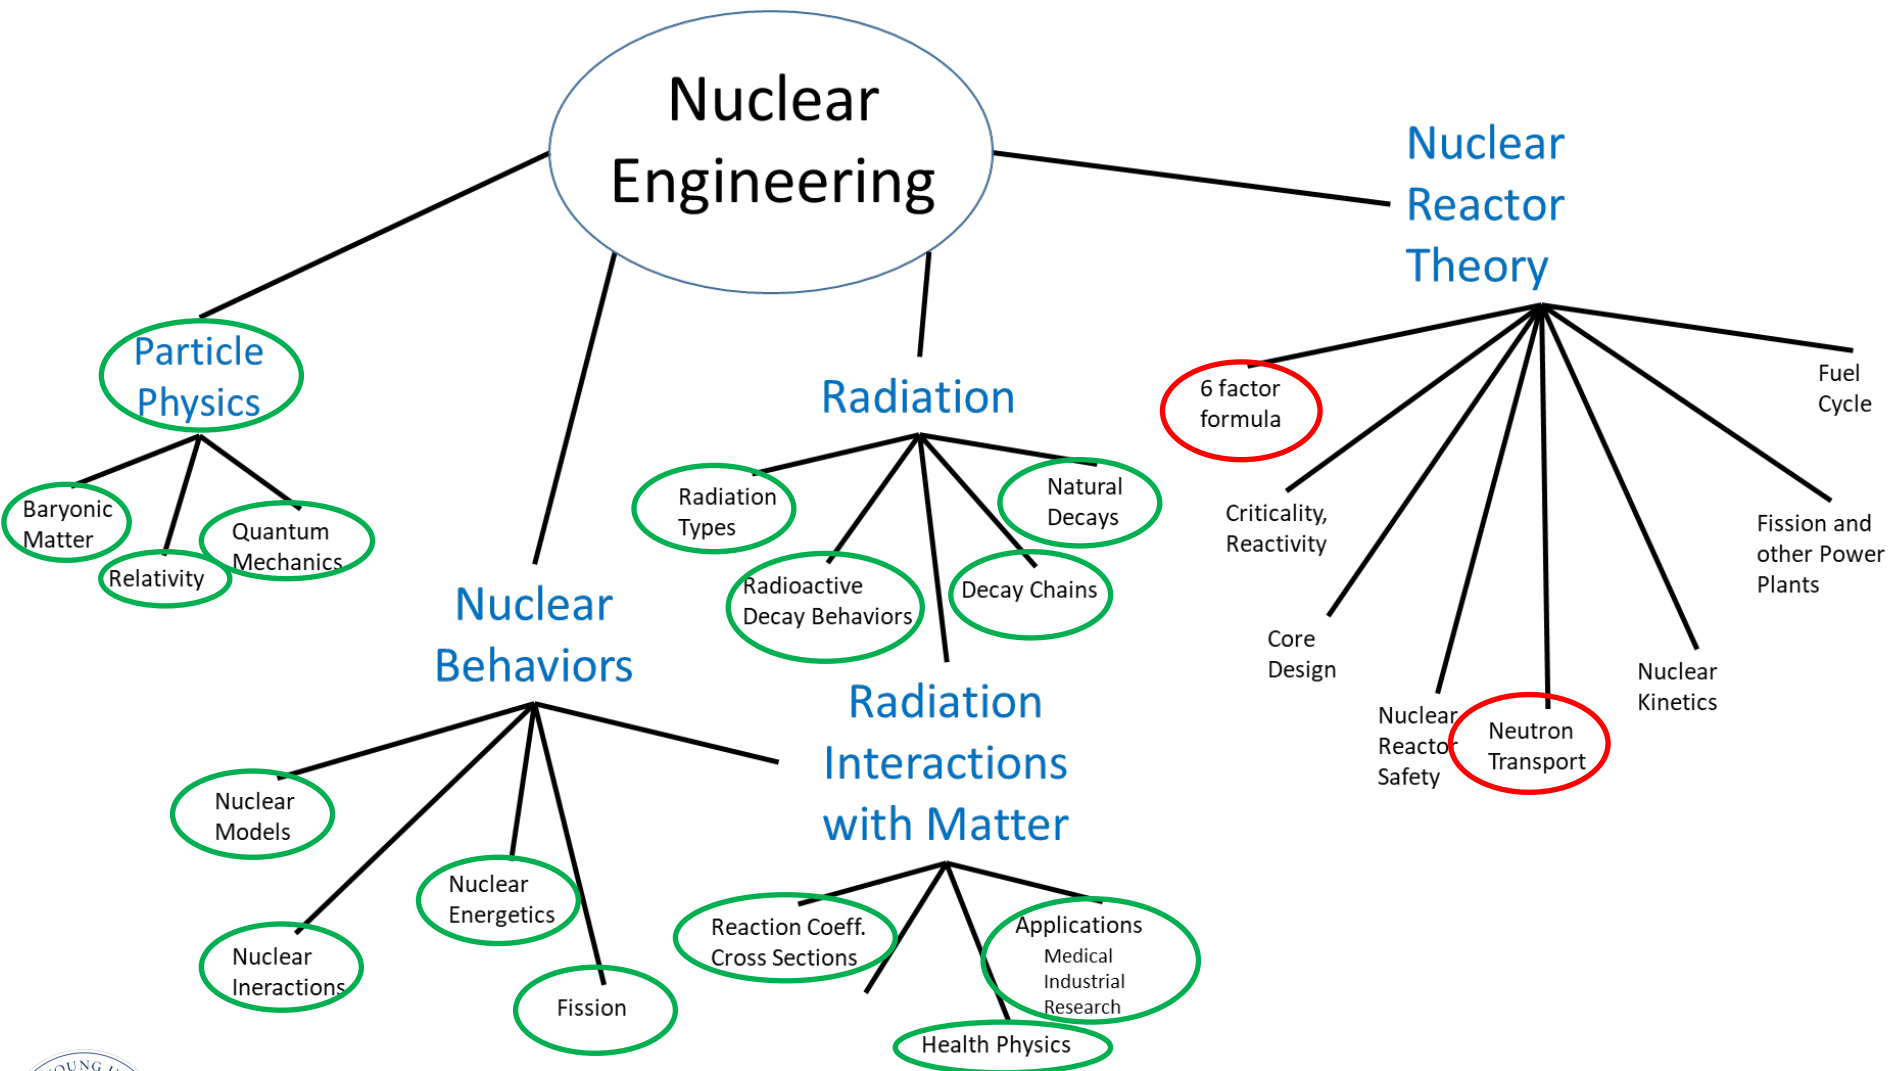 Nuclear
Engineering
Nuclear
Reactor
Theory
Particle
Physics
Baryonic
Matter
Relativity
Quantum
Mechanics
Nuclear
Behaviors
Nuclear
Models
Nuclear
Ineractions
Nuclear
Energetics
Fission
Radiation
Radiation
Types
Radioactive
Decay Behaviors
Decay Chains
Natural
Decays
Radiation
Interactions
with Matter
Reaction Coeff.
Cross Sections
Applications
Medical
Industrial
Research
Health Physics
6 factor
formula
Criticality,
Reactivity
Core
Design
Nuclear
Reactor
Safety
Neutron
Transport
Nuclear
Kinetics
Fission and
other Power
Plants
Fuel
Cycle